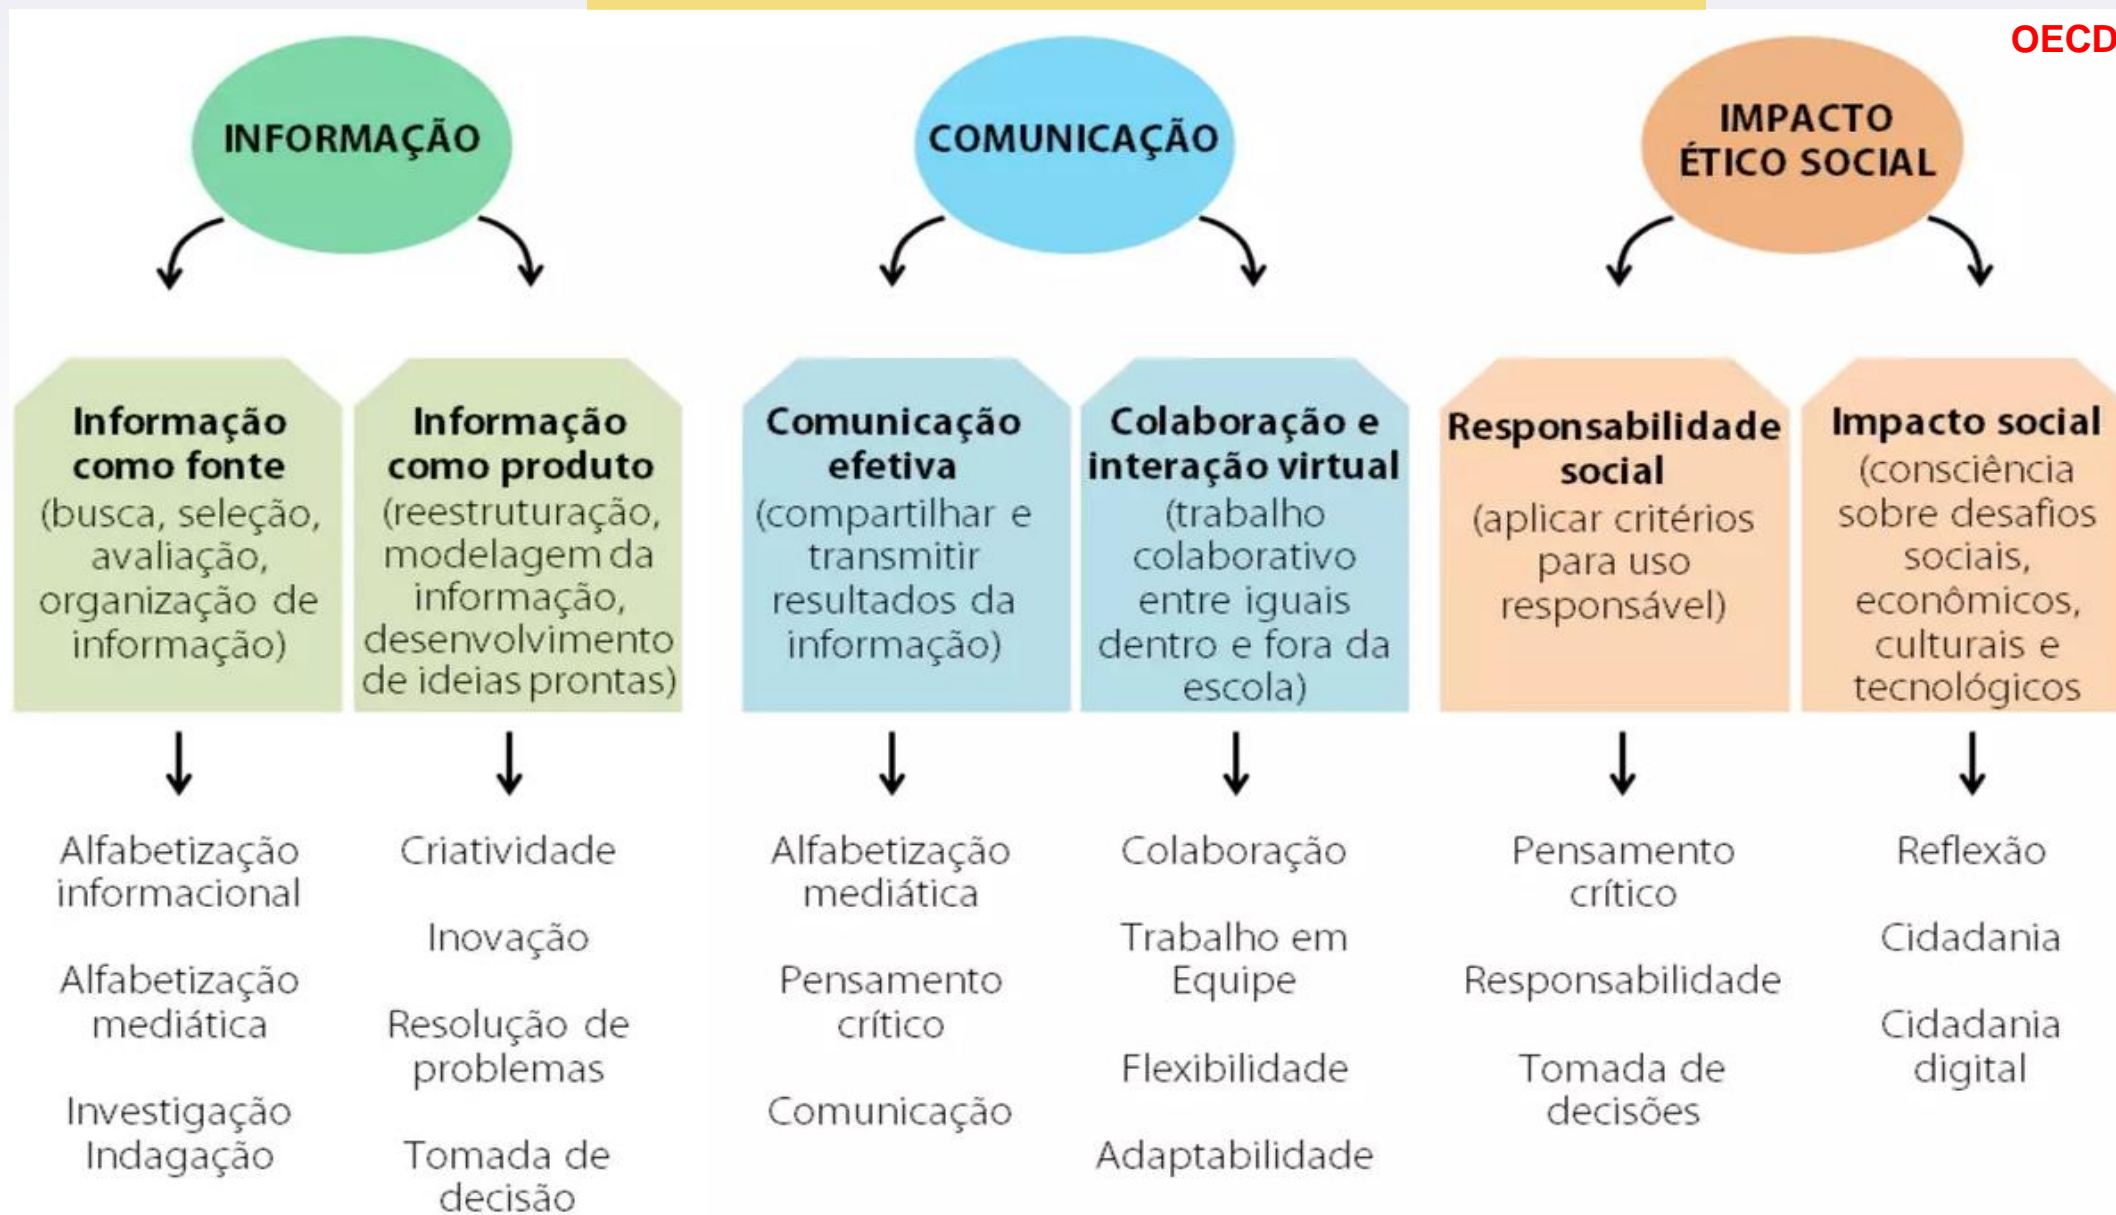 OECD
INFORMAÇÃO
COMUNICAÇÃO
IMPACTO
ÉTICO SOCIAL
Informação
como fonte
(busca, seleção,
avaliação,
organização de
informação)
Informação
como produto
(reestruturação,
modelagem da
informação,
desenvolvimento
de ideias prontas)
Comunicação
efetiva
(compartilhar e
transmitir
resultados da
informação)
Colaboração e
interação virtual
(trabalho
colaborativo
entre iguais
dentro e fora da
escola)
Responsabilidade
social
(aplicar critérios
para uso
responsável)
Impacto social
(consciência
sobre desafios
sociais,
econômicos,
culturais e
tecnológicos
Alfabetização
informacional
Alfabetização
mediática
Investigação
Indagação
Criatividade
Inovação
Resolução de
problemas
Tomada de
decisão
Alfabetização
mediática
Pensamento
crítico
Comunicação
Colaboração
Trabalho em
Equipe
Flexibilidade
Adaptabilidade
Pensamento
crítico
Responsabilidade
Tomada de
decisões
Reflexão
Cidadania
Cidadania
digital